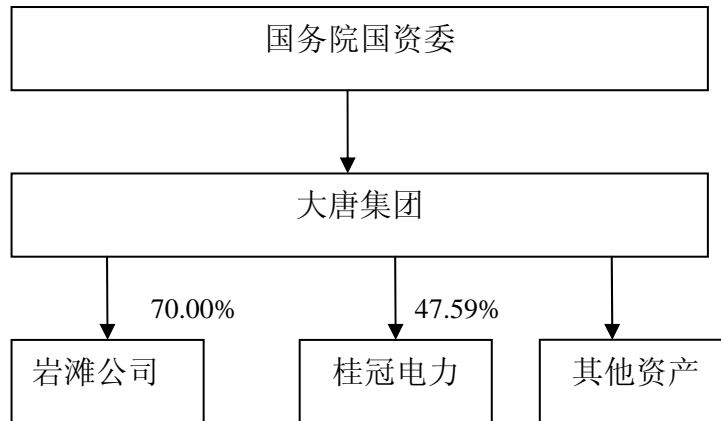 国务院国资委
大唐集团
70.00%
47.59%
岩滩公司
桂冠电力
其他资产